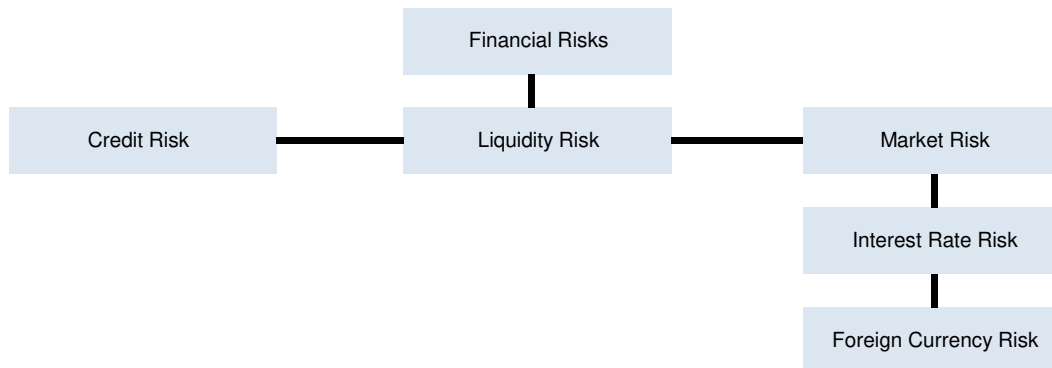 Financial Risks
Credit Risk
Liquidity Risk
Market Risk
Interest Rate Risk
Foreign Currency Risk